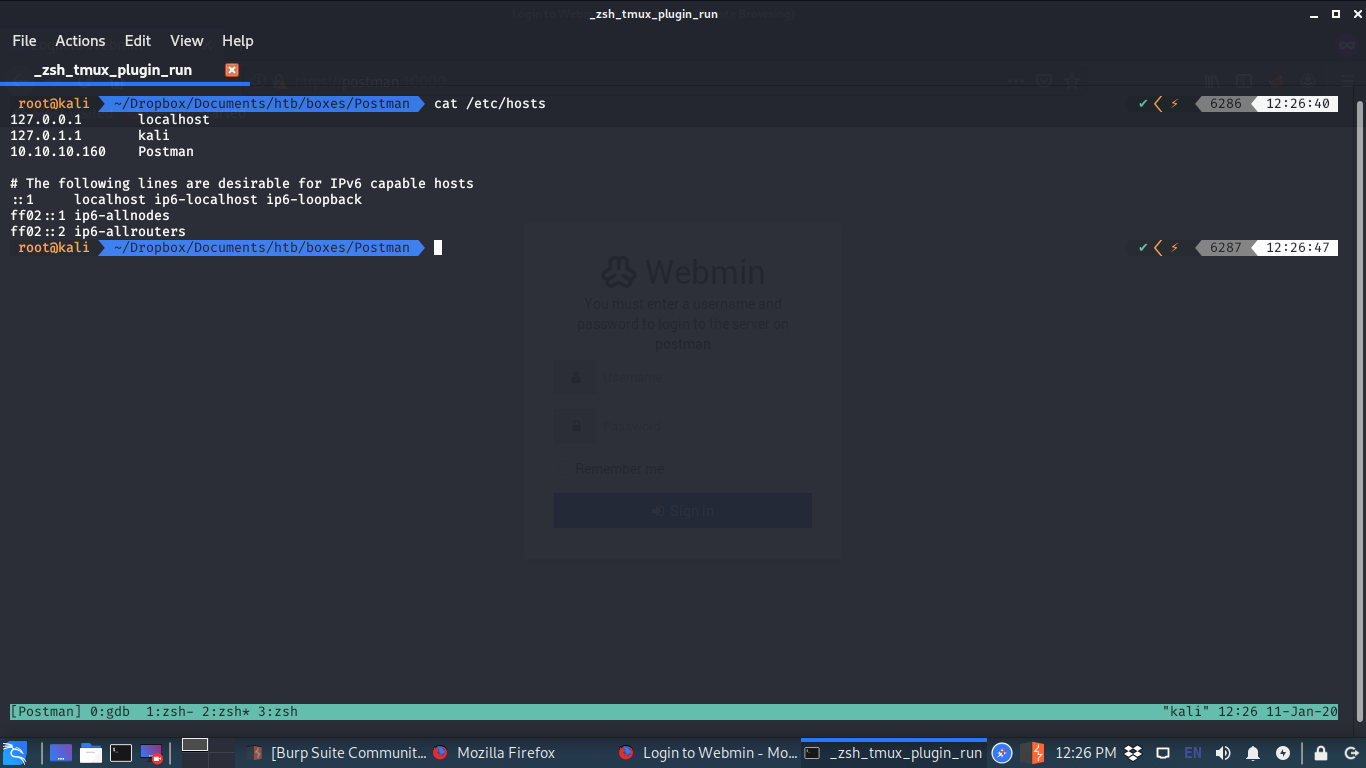 _zsh_tmux_plugin_run
File Actions Edit View Help
_zsh_tmux_plugin_run
root@kali ~/Dropbox/Documents/htb/boxes/Postman cat /etc/hosts ✔ ⚡ 6286 12:26:40
127.0.0.1 localhost
127.0.1.1 kali
10.10.10.160 Postman
# The following lines are desirable for IPv6 capable hosts
::1 localhost ip6-localhost ip6-loopback
ff02::1 ip6-allnodes
ff02::2 ip6-allrouters
root@kali ~/Dropbox/Documents/htb/boxes/Postman ✔ ⚡ 6287 12:26:47
Webmin
You must enter a username and
password to login to the server on
postman
Username
Password
Remember me
Sign in
[Postman] 0:gdb 1:zsh- 2:zsh* 3:zsh "kali" 12:26 11-Jan-20
[Burp Suite Communit... Mozilla Firefox Login to Webmin - Mo... _zsh_tmux_plugin_run 12:26 PM EN